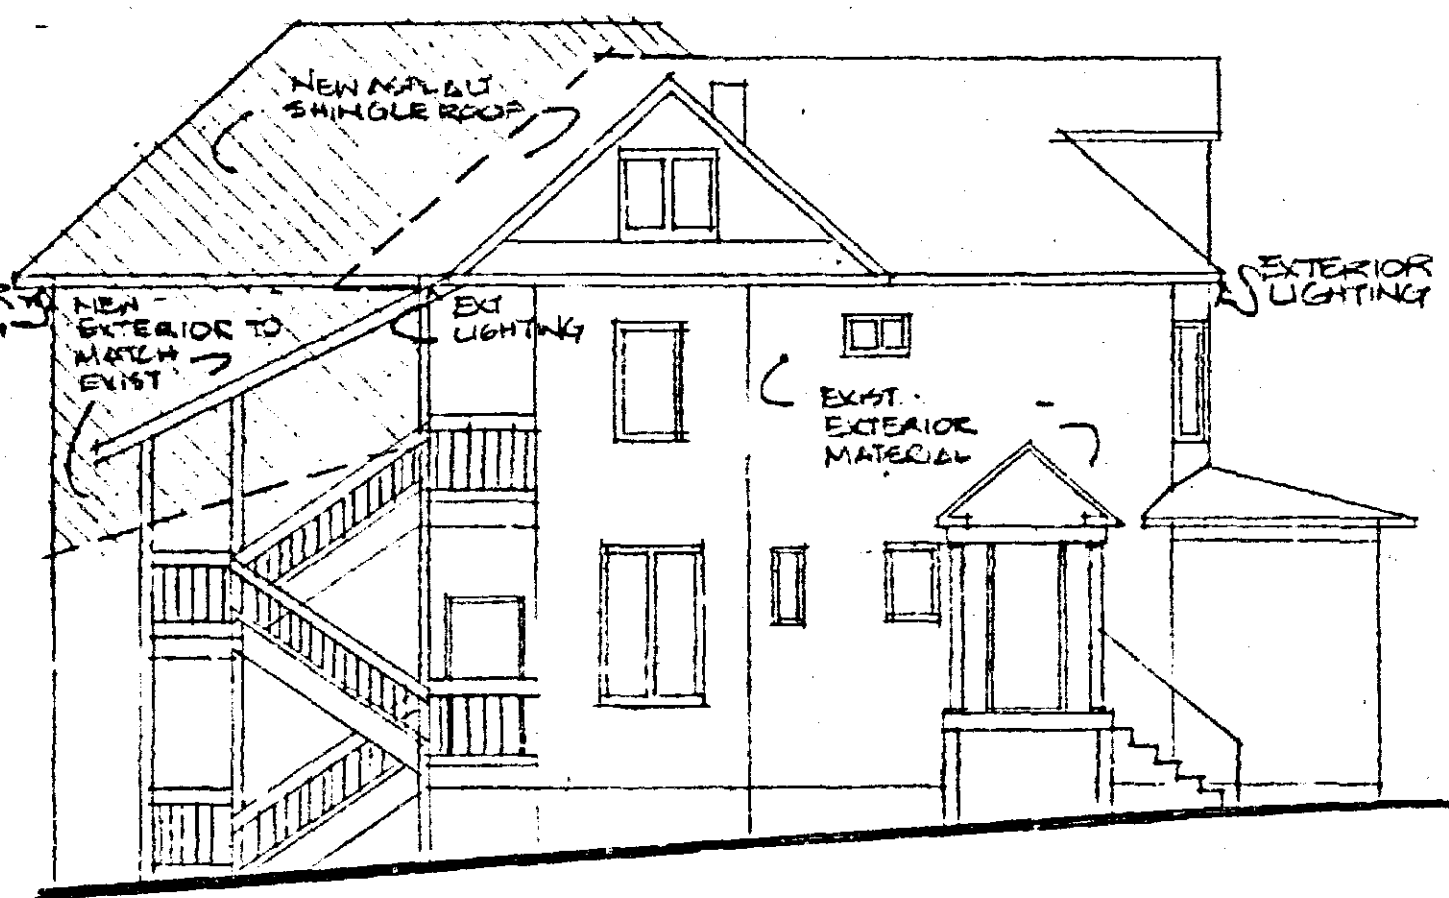 NEW ASPHALT
SHINGLE ROOF
NEW
EXTERIOR TO
MATCH
EXIST
EXT
LIGHTING
EXIST.
EXTERIOR
MATERIAL
EXTERIOR
LIGHTING